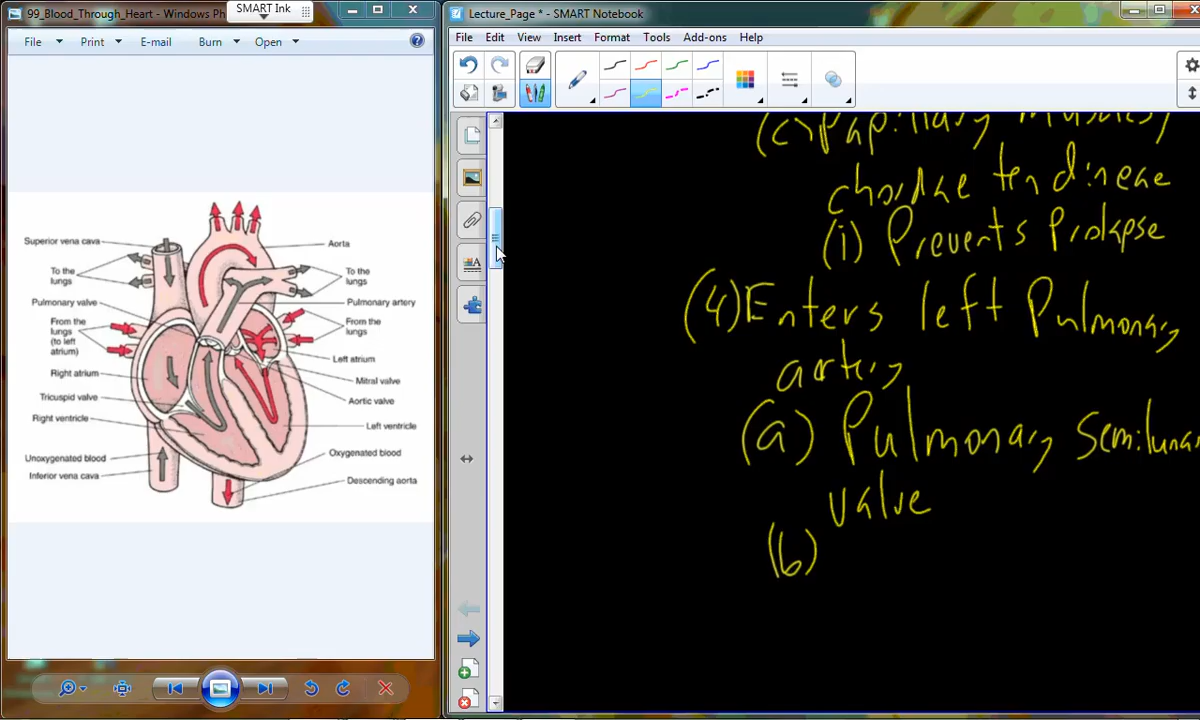 99_Blood_Through_Heart - Windows Ph
SMART Ink
File Print E-mail Burn Open
Superior vena cava
To the
lungs
Pulmonary valve
From the
lungs
(to left
atrium)
Right atrium
Tricuspid valve
Right ventricle
Unoxygenated blood
Inferior vena cava
Aorta
To the
lungs
Pulmonary artery
From the
lungs
Left atrium
Mitral valve
Aortic valve
Left ventricle
Oxygenated blood
Descending aorta
Lecture_Page * - SMART Notebook
File Edit View Insert Format Tools Add-ons Help
(c) Papillary muscles,
chordae tendineae
(i) Prevents Prolapse
(4) Enters left Pulmonary
artery
(a) Pulmonary Semilunar
valve
(b)